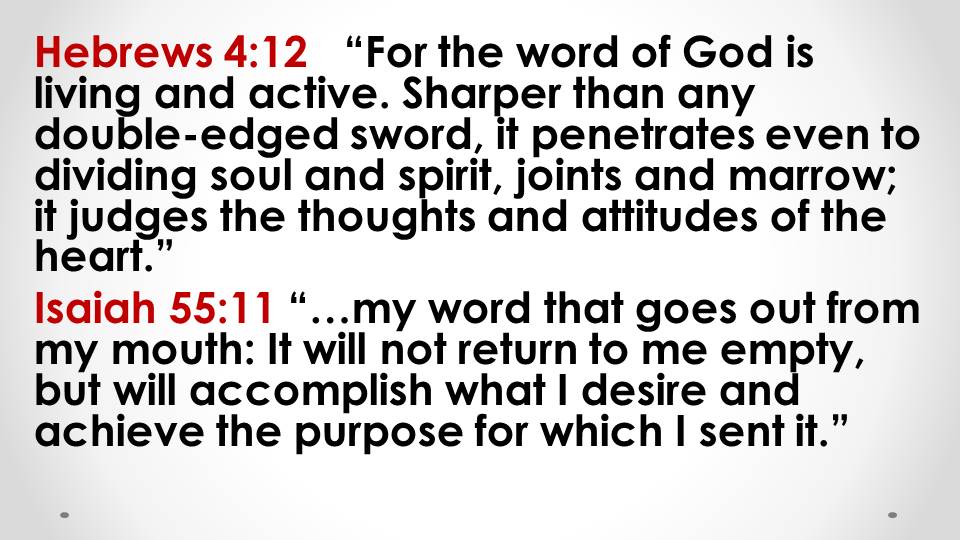 Hebrews 4:12   “For the word of God is
living and active. Sharper than any
double-edged sword, it penetrates even to
dividing soul and spirit, joints and marrow;
it judges the thoughts and attitudes of the
heart.”
Isaiah 55:11 “…my word that goes out from
my mouth: It will not return to me empty,
but will accomplish what I desire and
achieve the purpose for which I sent it.”